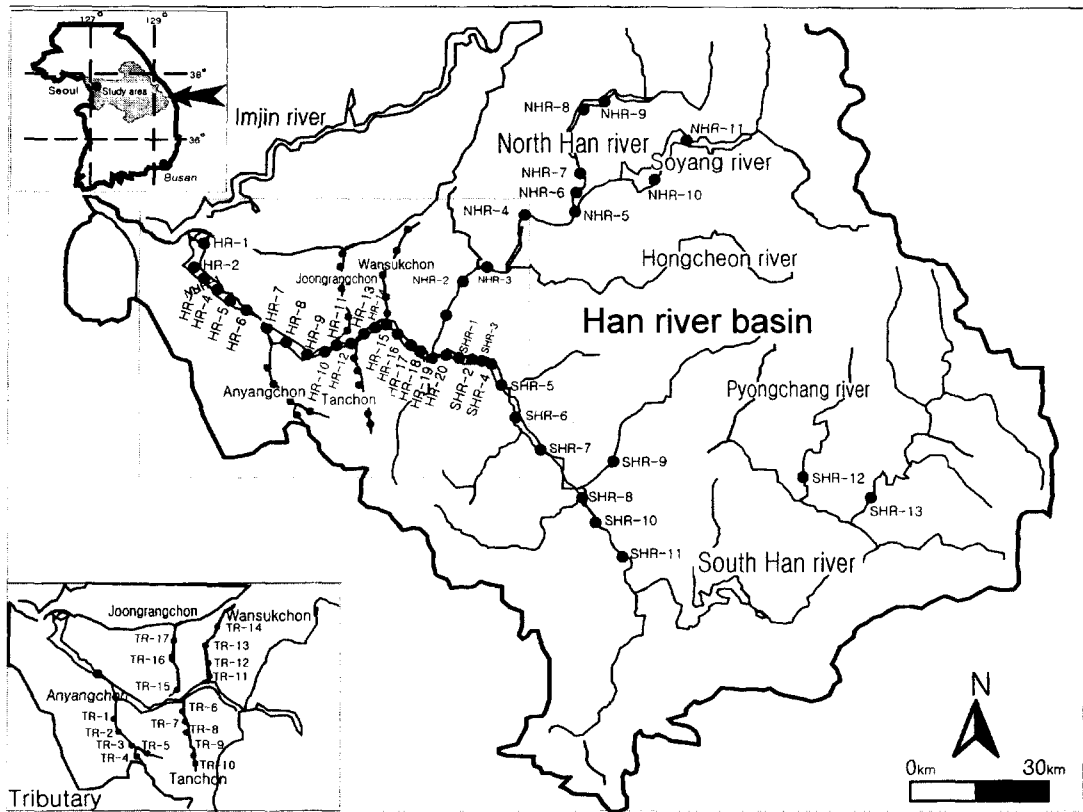 127°
129°
38°
Seoul
Study area
36°
Busan
Imjin river
NHR-8
NHR-9
North Han river
NHR-11
Soyang river
NHR-7
NHR-6
NHR-10
NHR-4
NHR-5
HR-1
HR-2
Hongcheon river
Wansukchon
Joongrangchon
NHR-2
NHR-3
HR-4
HR-5
HR-6
HR-7
HR-8
HR-9
HR-10
HR-11
HR-12
HR-13
HR-14
HR-15
HR-16
HR-17
HR-18
HR-19
HR-20
Han river basin
SHR-1
SHR-2
SHR-3
SHR-4
SHR-5
Anyangchon
Tanchon
Pyongchang river
SHR-6
SHR-7
SHR-9
SHR-12
SHR-8
SHR-13
SHR-10
SHR-11
South Han river
Joongrangchon
Wansukchon
TR-14
TR-17
TR-13
TR-16
TR-12
TR-11
TR-15
Anyangchon
TR-6
TR-1
TR-7
TR-2
TR-8
TR-3
TR-5
TR-9
TR-4
TR-10
Tanchon
Tributary
N
0km
30km